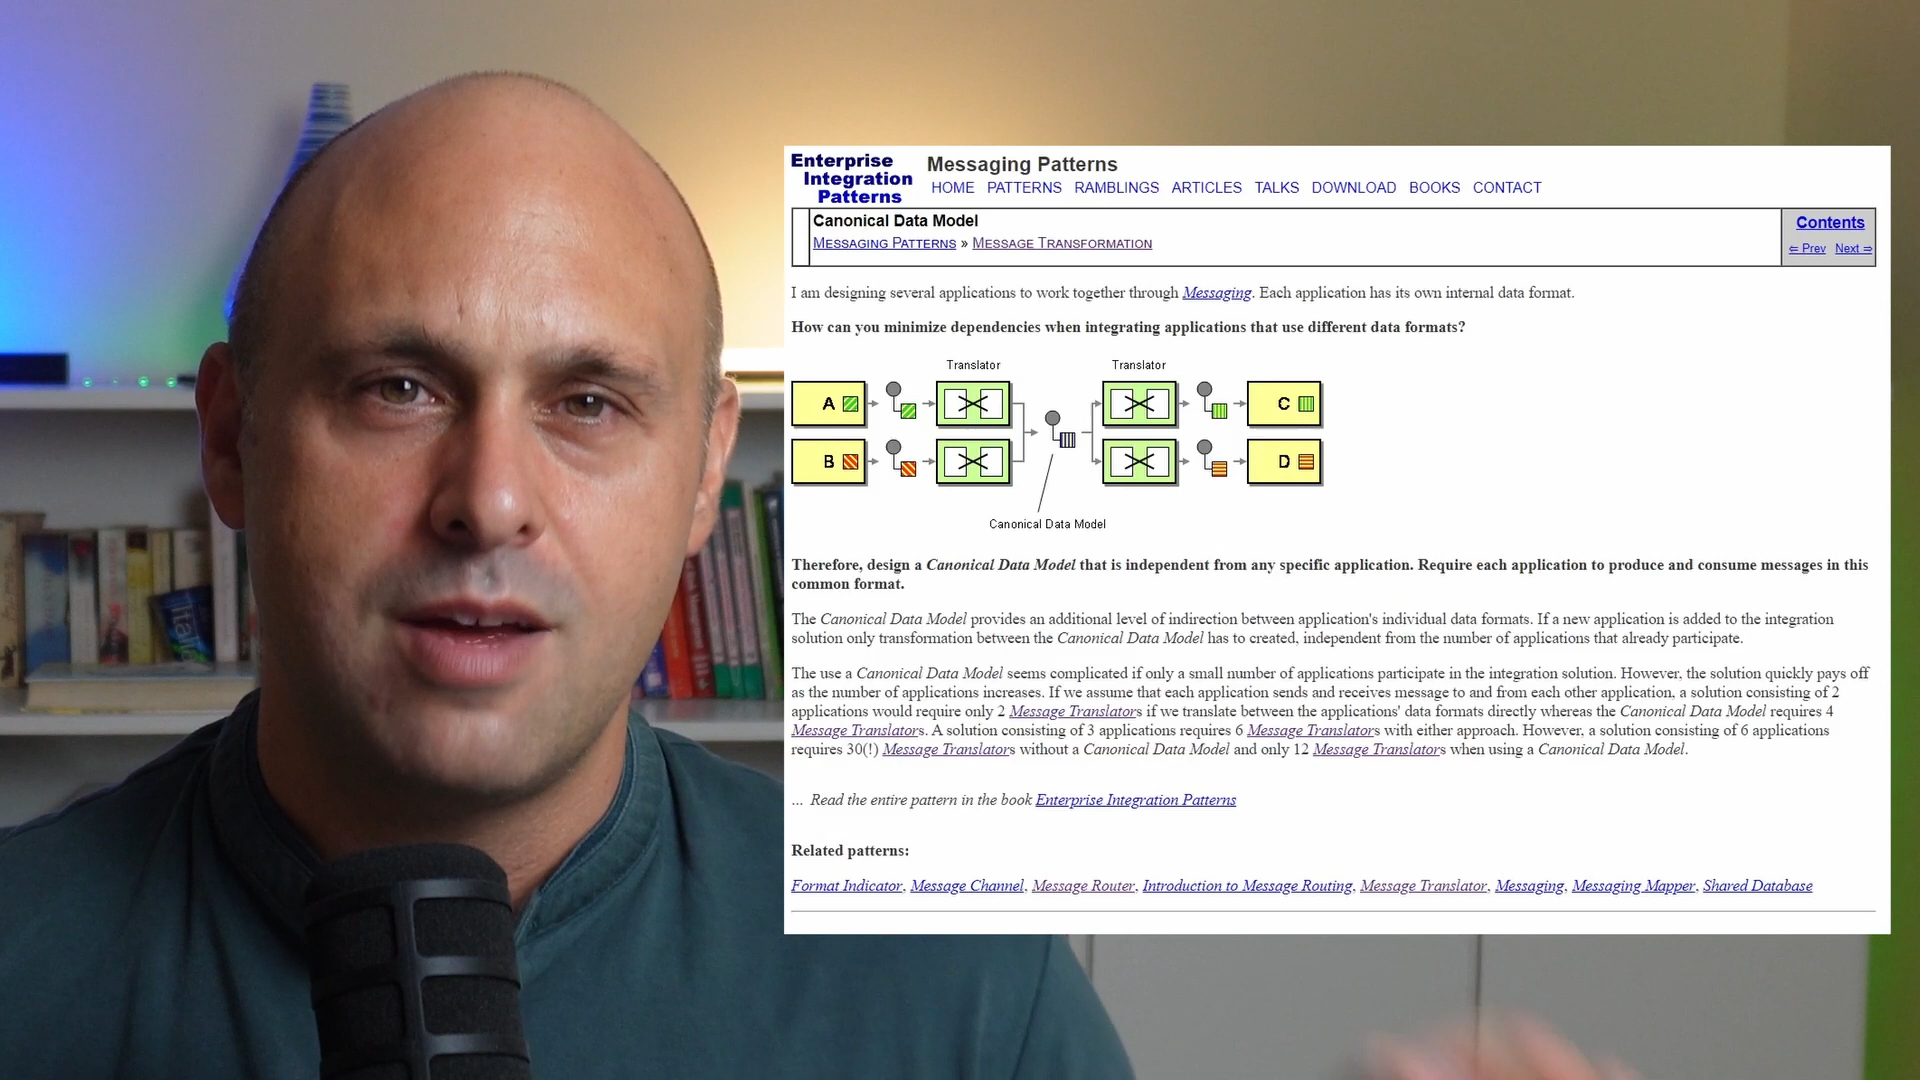 Enterprise
Integration
Patterns
Messaging Patterns
HOME PATTERNS RAMBLINGS ARTICLES TALKS DOWNLOAD BOOKS CONTACT
Canonical Data Model
MESSAGING PATTERNS » MESSAGE TRANSFORMATION
Contents
⇐ Prev Next ⇒
I am designing several applications to work together through Messaging. Each application has its own internal data format.
How can you minimize dependencies when integrating applications that use different data formats?
Translator Translator
A C
B D
Canonical Data Model
Therefore, design a Canonical Data Model that is independent from any specific application. Require each application to produce and consume messages in this
common format.
The Canonical Data Model provides an additional level of indirection between application's individual data formats. If a new application is added to the integration
solution only transformation between the Canonical Data Model has to created, independent from the number of applications that already participate.
The use a Canonical Data Model seems complicated if only a small number of applications participate in the integration solution. However, the solution quickly pays off
as the number of applications increases. If we assume that each application sends and receives message to and from each other application, a solution consisting of 2
applications would require only 2 Message Translators if we translate between the applications' data formats directly whereas the Canonical Data Model requires 4
Message Translators. A solution consisting of 3 applications requires 6 Message Translators with either approach. However, a solution consisting of 6 applications
requires 30(!) Message Translators without a Canonical Data Model and only 12 Message Translators when using a Canonical Data Model.
... Read the entire pattern in the book Enterprise Integration Patterns
Related patterns:
Format Indicator, Message Channel, Message Router, Introduction to Message Routing, Message Translator, Messaging, Messaging Mapper, Shared Database